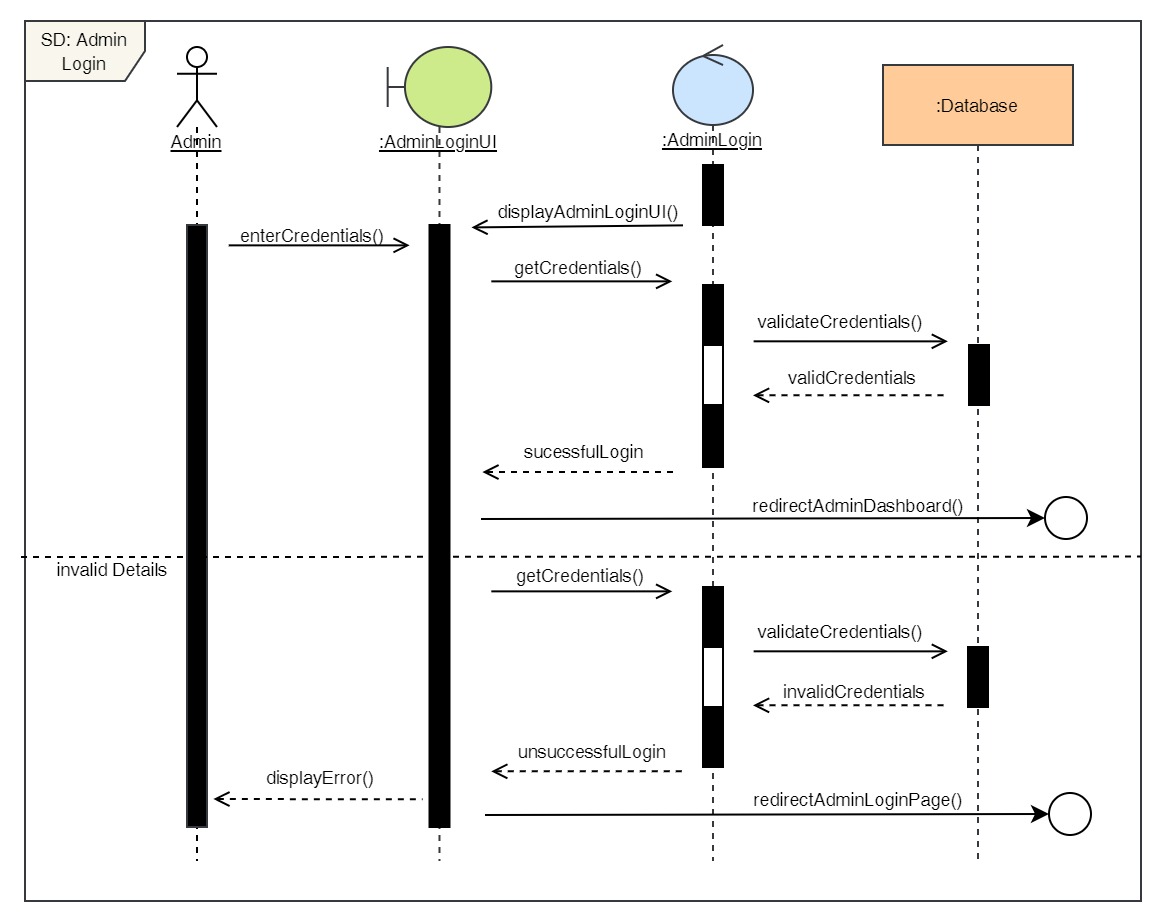 SD: Admin
Login
Admin
:AdminLoginUI
:AdminLogin
:Database
displayAdminLoginUI()
enterCredentials()
getCredentials()
validateCredentials()
validCredentials
sucessfulLogin
redirectAdminDashboard()
invalid Details
getCredentials()
validateCredentials()
invalidCredentials
unsuccessfulLogin
displayError()
redirectAdminLoginPage()